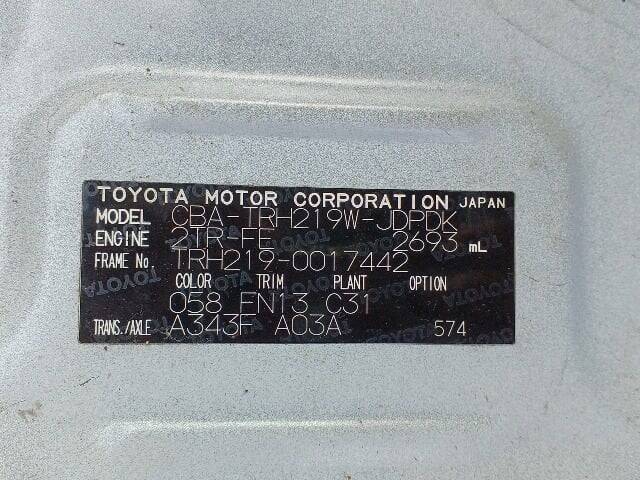 TOYOTA MOTOR CORPORATION JAPAN
MODEL CBA-TRH219W-JDPDK
ENGINE 2TR-FE 2693 mL
FRAME No. TRH219-0017442
COLOR TRIM PLANT OPTION
058 FN13 C31
TRANS./AXLE A343F A03A 574